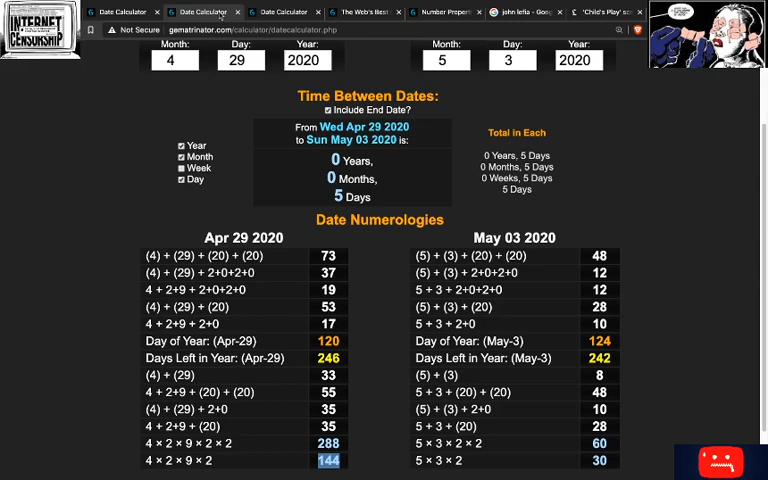 INTERNET
CENSORSHIP
Date Calculator
Date Calculator
Date Calculator
The Web's Best
Number Propert
john lefia - Goog
'Child's Play' scr
Not Secure
gematrinator.com/calculator/datecalculator.php
Month: Day: Year:
4 29 2020
Month: Day: Year:
5 3 2020
Time Between Dates:
Include End Date?
Year
Month
Week
Day
From Wed Apr 29 2020
to Sun May 03 2020 is:
0 Years,
0 Months,
5 Days
Total in Each
0 Years, 5 Days
0 Months, 5 Days
0 Weeks, 5 Days
5 Days
Date Numerologies
Apr 29 2020
(4) + (29) + (20) + (20) 73
(4) + (29) + 2+0+2+0 37
4 + 2+9 + 2+0+2+0 19
(4) + (29) + (20) 53
4 + 2+9 + 2+0 17
Day of Year: (Apr-29) 120
Days Left in Year: (Apr-29) 246
(4) + (29) 33
4 + 2+9 + (20) + (20) 55
(4) + (29) + 2+0 35
4 + 2+9 + (20) 35
4 × 2 × 9 × 2 × 2 288
4 × 2 × 9 × 2 144
May 03 2020
(5) + (3) + (20) + (20) 48
(5) + (3) + 2+0+2+0 12
5 + 3 + 2+0+2+0 12
(5) + (3) + (20) 28
5 + 3 + 2+0 10
Day of Year: (May-3) 124
Days Left in Year: (May-3) 242
(5) + (3) 8
5 + 3 + (20) + (20) 48
(5) + (3) + 2+0 10
5 + 3 + (20) 28
5 × 3 × 2 × 2 60
5 × 3 × 2 30